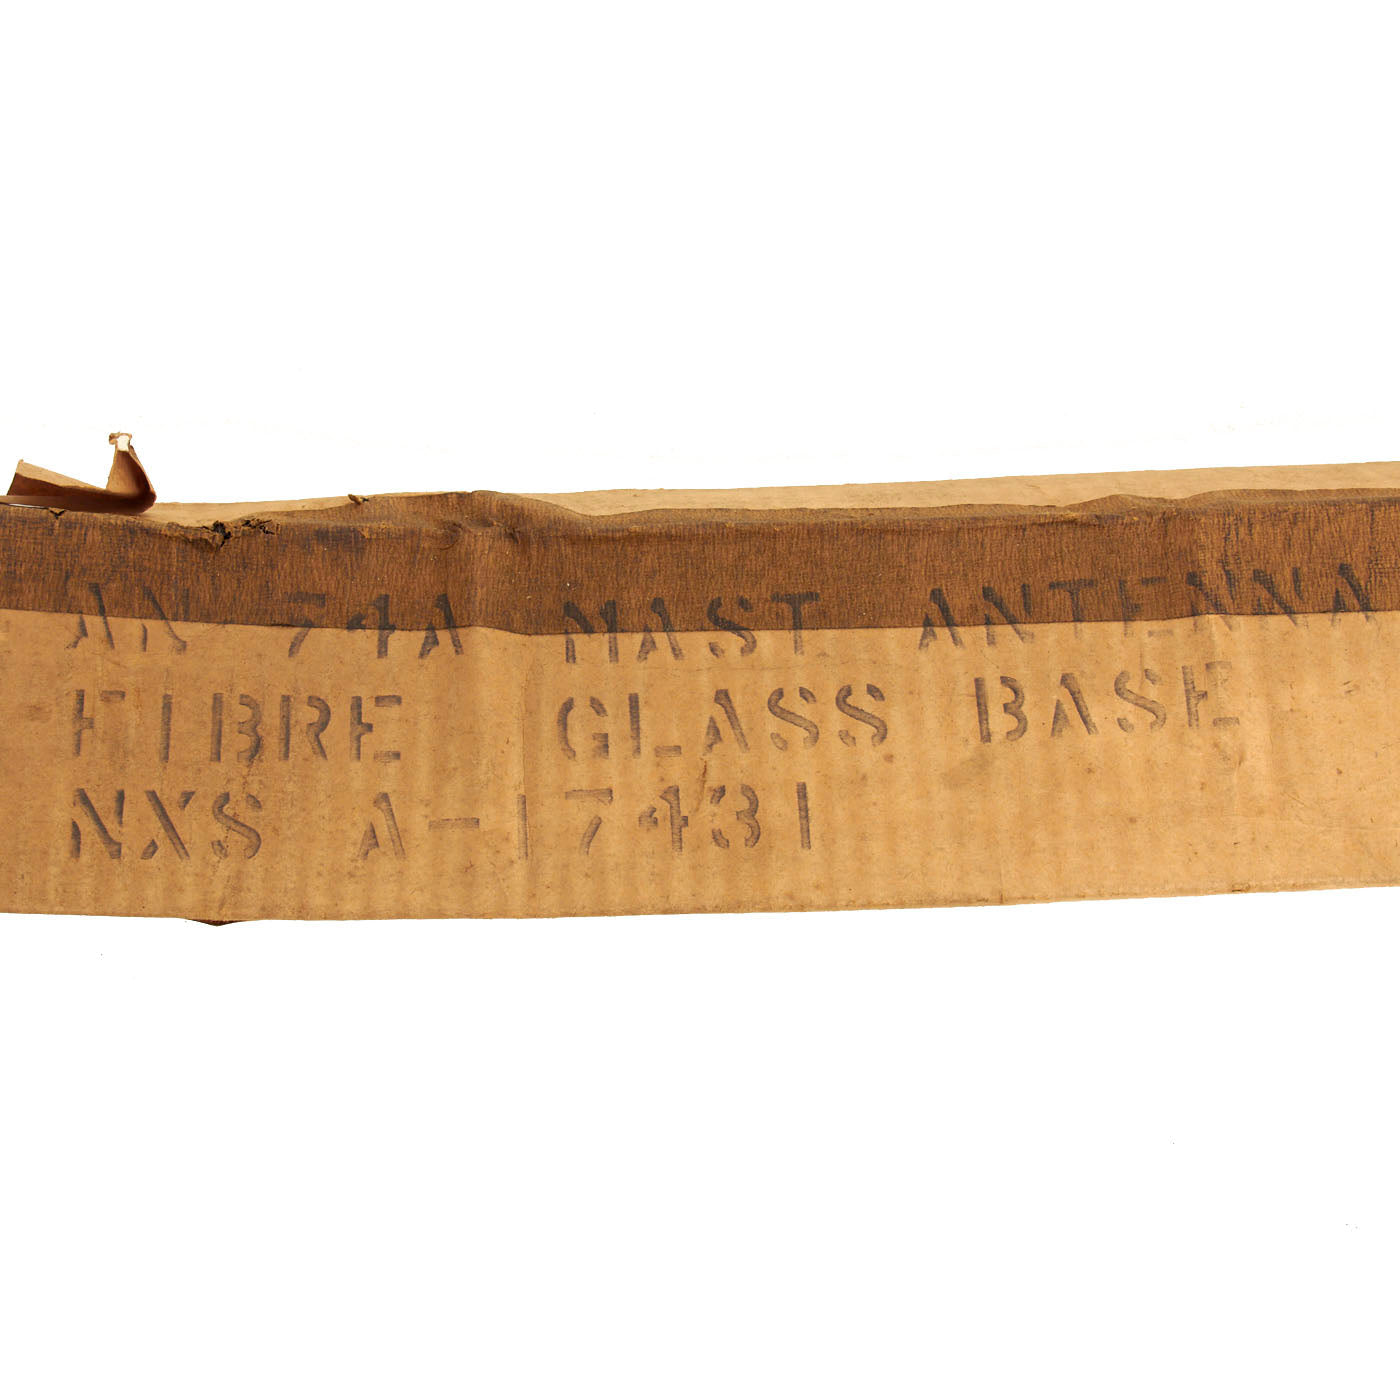 AN 74A MAST ANTENNA
FIBRE GLASS BASE
NXS A-17431